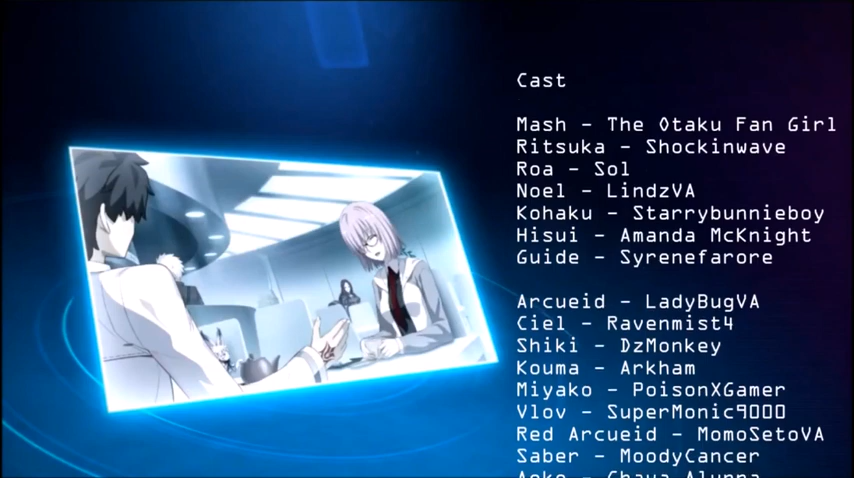 Cast
Mash - The Otaku Fan Girl
Ritsuka - Shockinwave
Roa - Sol
Noel - LindzVA
Kohaku - Starrybunnieboy
Hisui - Amanda McKnight
Guide - Syrenefarore
Arcueid - LadyBugVA
Ciel - Ravenmist4
Shiki - DzMonkey
Kouma - Arkham
Miyako - PoisonXGamer
Vlov - SuperMonic9000
Red Arcueid - MomoSetoVA
Saber - MoodyCancer